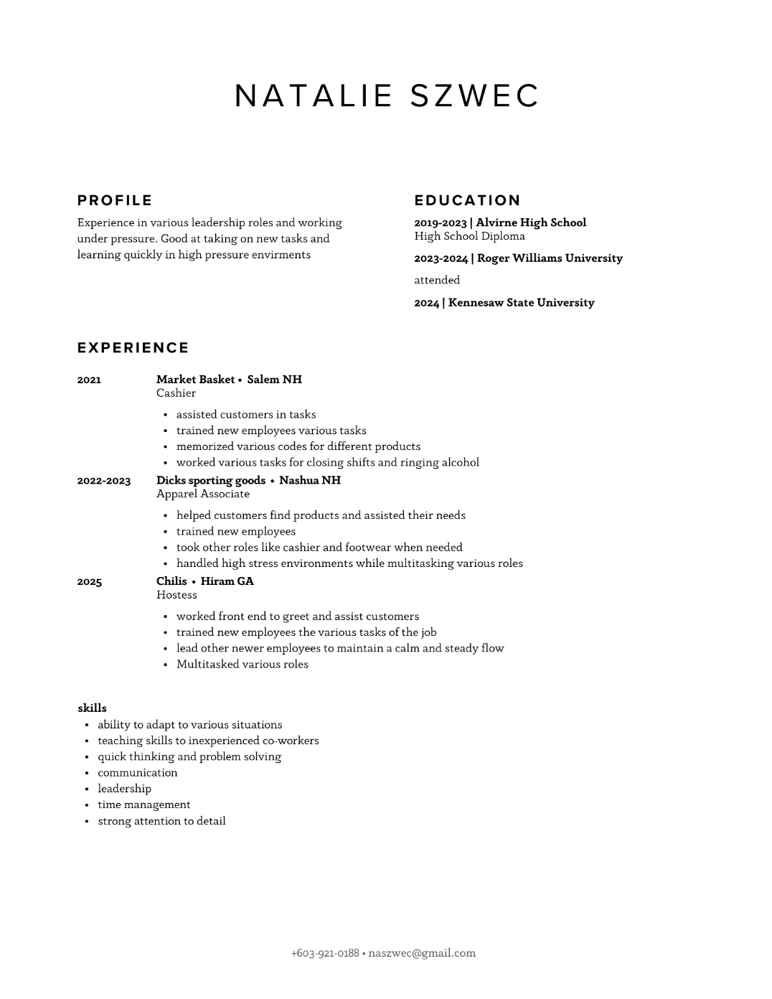 NATALIE SZWEC
PROFILE
Experience in various leadership roles and working
under pressure. Good at taking on new tasks and
learning quickly in high pressure envirments
EDUCATION
2019-2023 | Alvirne High School
High School Diploma
2023-2024 | Roger Williams University
attended
2024 | Kennesaw State University
EXPERIENCE
2021 Market Basket • Salem NH
Cashier
• assisted customers in tasks
• trained new employees various tasks
• memorized various codes for different products
• worked various tasks for closing shifts and ringing alcohol
2022-2023 Dicks sporting goods • Nashua NH
Apparel Associate
• helped customers find products and assisted their needs
• trained new employees
• took other roles like cashier and footwear when needed
• handled high stress environments while multitasking various roles
2025 Chilis • Hiram GA
Hostess
• worked front end to greet and assist customers
• trained new employees the various tasks of the job
• lead other newer employees to maintain a calm and steady flow
• Multitasked various roles
skills
• ability to adapt to various situations
• teaching skills to inexperienced co-workers
• quick thinking and problem solving
• communication
• leadership
• time management
• strong attention to detail
+603-921-0188 • naszwec@gmail.com